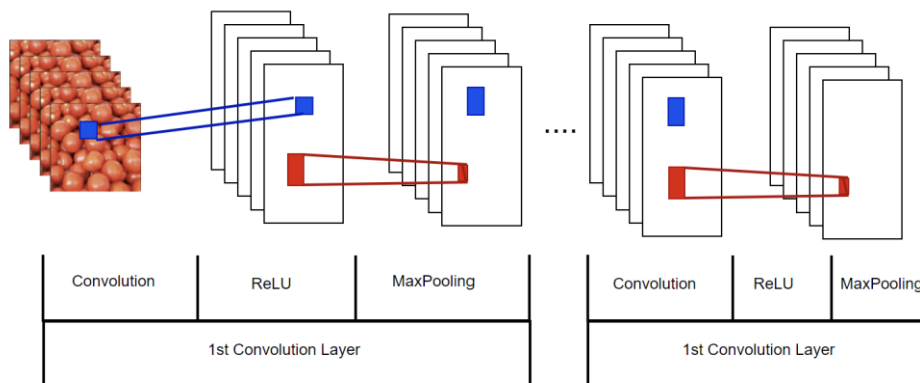 ....
Convolution
ReLU
MaxPooling
Convolution
ReLU
MaxPooling
1st Convolution Layer
1st Convolution Layer